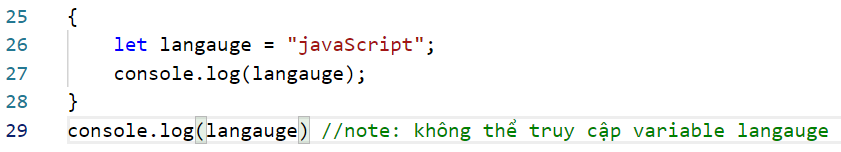 25 {
26 let langauge = "javaScript";
27 console.log(langauge);
28 }
29 console.log(langauge) //note: không thể truy cập variable langauge